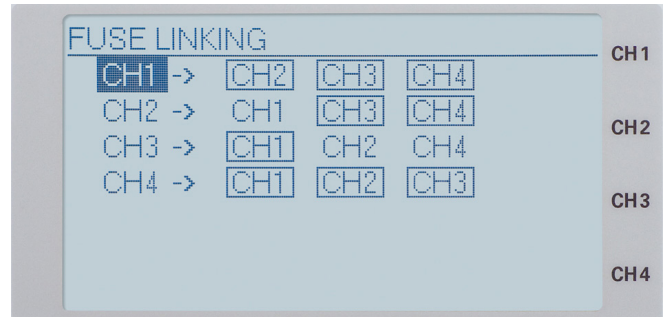 FUSE LINKING
CH1 -> CH2 CH3 CH4
CH2 -> CH1 CH3 CH4
CH3 -> CH1 CH2 CH4
CH4 -> CH1 CH2 CH3
CH1
CH2
CH3
CH4